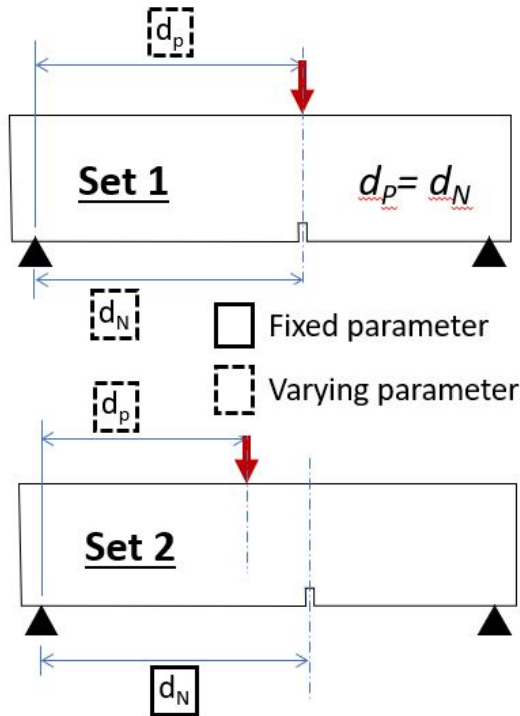 dp
Set 1
dP= dN
dN
Fixed parameter
Varying parameter
dp
Set 2
dN